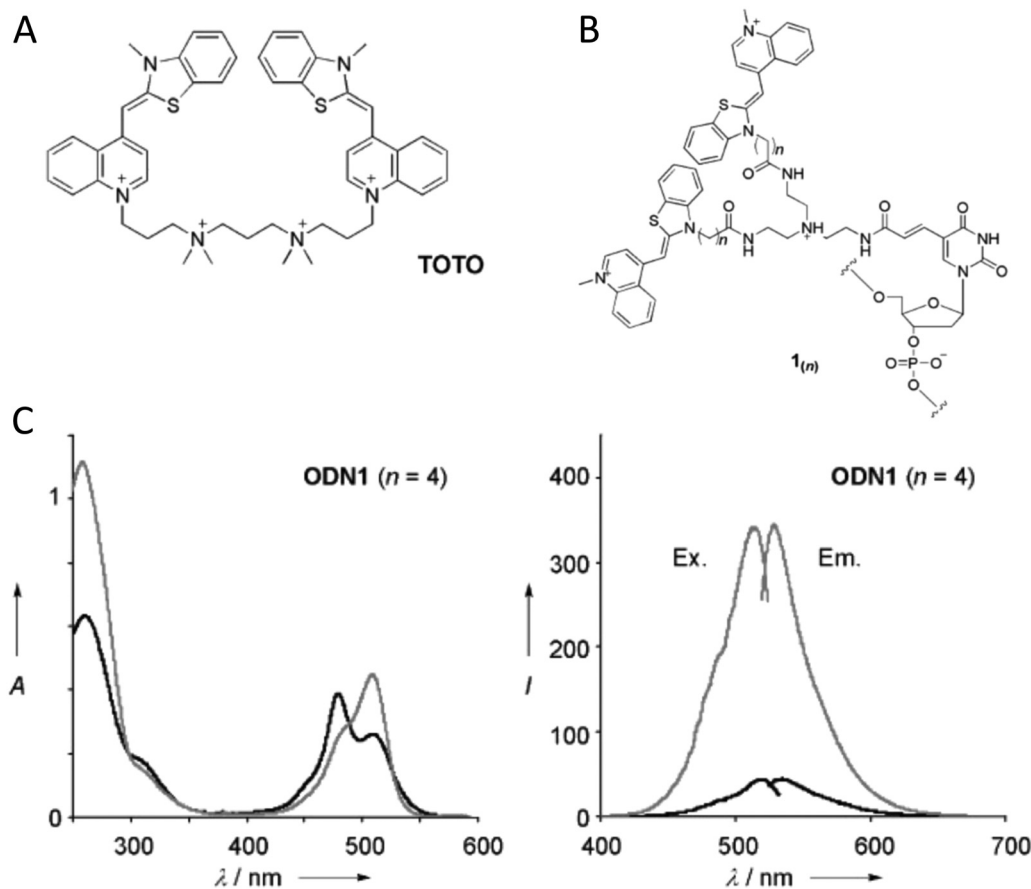 A
N
N
S
S
N
+
N
+
N
+
N
+
TOTO
B
N
+
S
N
n
O
NH
S
N
n
O
N
H
N
+
NH
+
N
H
O
O
NH
N
O
O
O
O
O=P-O⁻
O
1(n)
C
ODN1 (n = 4)
1
A
0
300
400
500
600
λ / nm
ODN1 (n = 4)
400
300
200
100
0
Ex.
Em.
I
400
500
600
700
λ / nm